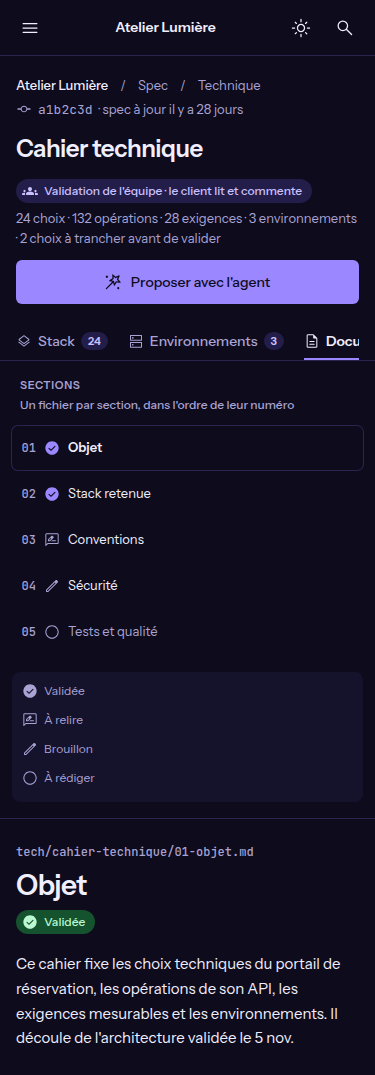 Atelier Lumière
Atelier Lumière / Spec / Technique
a1b2c3d · spec à jour il y a 28 jours
Cahier technique
Validation de l'équipe · le client lit et commente
24 choix · 132 opérations · 28 exigences · 3 environnements
· 2 choix à trancher avant de valider
Proposer avec l'agent
Stack 24 Environnements 3 Docu
SECTIONS
Un fichier par section, dans l'ordre de leur numéro
01 Objet
02 Stack retenue
03 Conventions
04 Sécurité
05 Tests et qualité
Validée
À relire
Brouillon
À rédiger
tech/cahier-technique/01-objet.md
Objet
Validée
Ce cahier fixe les choix techniques du portail de
réservation, les opérations de son API, les
exigences mesurables et les environnements. Il
découle de l'architecture validée le 5 nov.